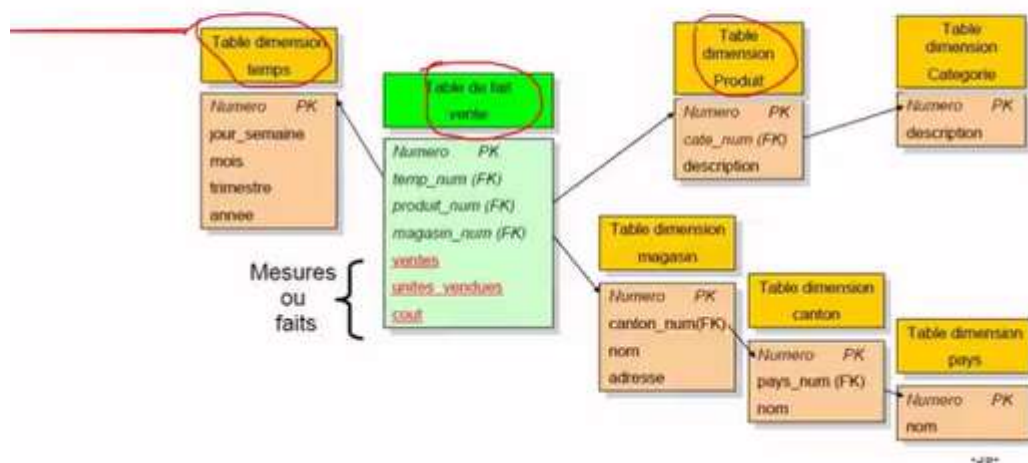 Table dimension
temps
Numero PK
jour_semaine
mois
trimestre
annee
Table de fait
vente
Numero PK
temp_num (FK)
produit_num (FK)
magasin_num (FK)
ventes
unites_vendues
cout
Mesures
ou
faits
Table
dimension
Produit
Numero PK
cate_num (FK)
description
Table
dimension
Categorie
Numero PK
description
Table dimension
magasin
Numero PK
canton_num(FK)
nom
adresse
Table dimension
canton
Numero PK
pays_num (FK)
nom
Table dimension
pays
Numero PK
nom